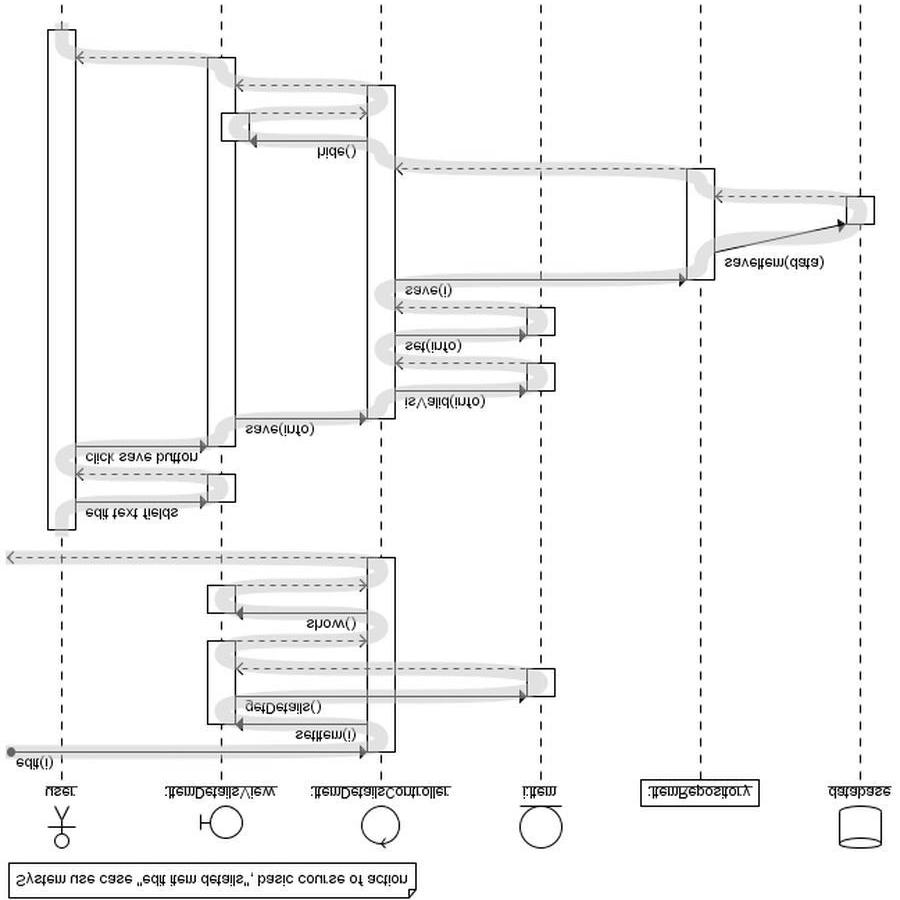 System use case "edit item details", basic course of action
user
:ItemDetailsView
:ItemDetailsController
i:Item
:ItemRepository
database
edit(i)
setItem(i)
getDetails()
show()
edit text fields
click save button
save(info)
isValid(info)
set(info)
save(i)
saveItem(data)
hide()